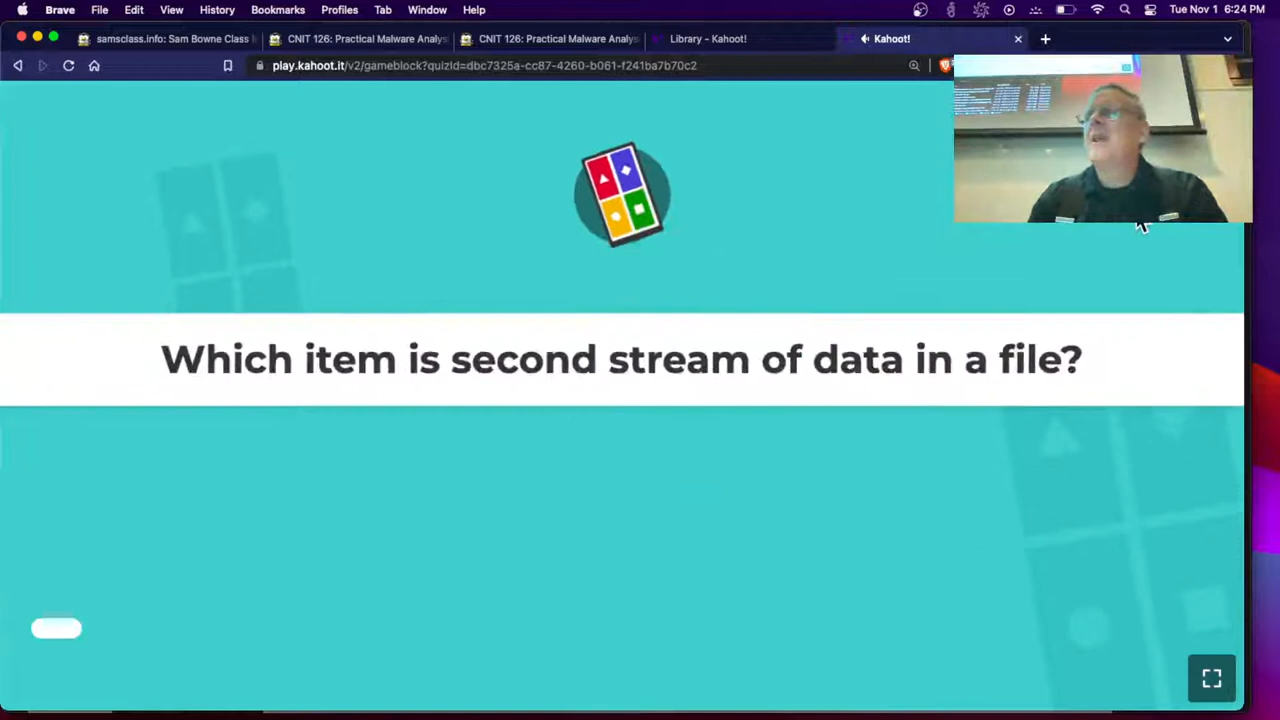 Brave File Edit View History Bookmarks Profiles Tab Window Help Tue Nov 1 6:24 PM
samsclass.info: Sam Bowne Class I CNIT 126: Practical Malware Analys CNIT 126: Practical Malware Analys Library - Kahoot! Kahoot!
play.kahoot.it/v2/gameblock?quizId=dbc7325a-cc87-4260-b061-f241ba7b70c2
Which item is second stream of data in a file?